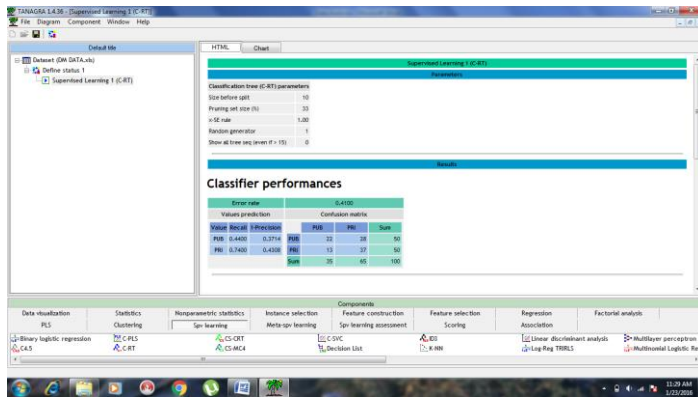 TANAGRA 1.4.36 - [Supervised Learning 1 (C-RT)]
File Diagram Component Window Help
Default title
Dataset (DM DATA.xls)
Define status 1
Supervised Learning 1 (C-RT)
HTML Chart
Supervised Learning 1 (C-RT)
Parameters
Classification tree (C-RT) parameters
Size before split 10
Pruning set size (%) 33
x-SE rule 1.00
Random generator 1
Show all tree seq (even if > 15) 0
Results
Classifier performances
Error rate 0.4100
Values prediction Confusion matrix
Value Recall 1-Precision PUB PRI Sum
PUB 0.4400 0.3714 PUB 22 28 50
PRI 0.7400 0.4308 PRI 13 37 50
Sum 35 65 100
Components
Data visualization Statistics Nonparametric statistics Instance selection Feature construction Feature selection Regression Factorial analysis
PLS Clustering Spv learning Meta-spv learning Spv learning assessment Scoring Association
Binary logistic regression C-PLS CS-CRT C-SVC ID3 Linear discriminant analysis Multilayer perceptron
C4.5 C-RT CS-MC4 Decision List K-NN Log-Reg TRIRLS Multinomial Logistic Re
11:29 AM
1/23/2016